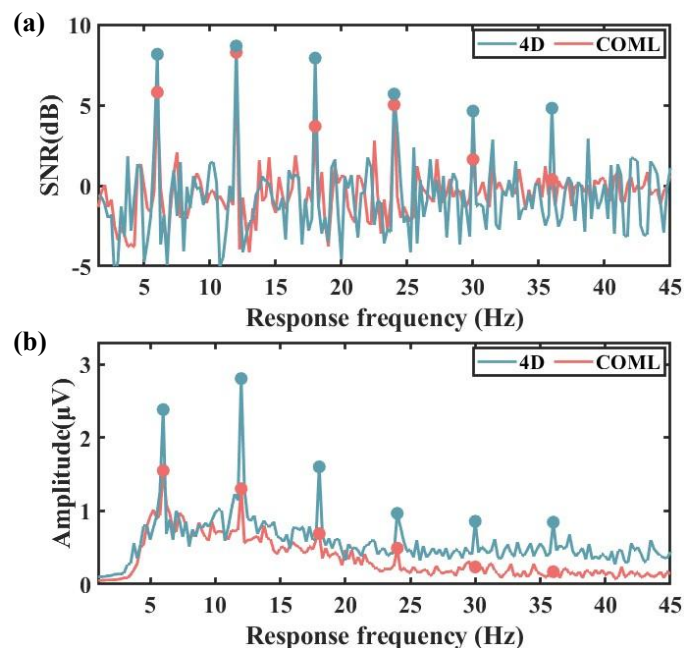 (a)
10
5
0
-5
SNR(dB)
4D COML
5 10 15 20 25 30 35 40 45
Response frequency (Hz)
(b)
3
2
1
0
Amplitude(μV)
4D COML
5 10 15 20 25 30 35 40 45
Response frequency (Hz)